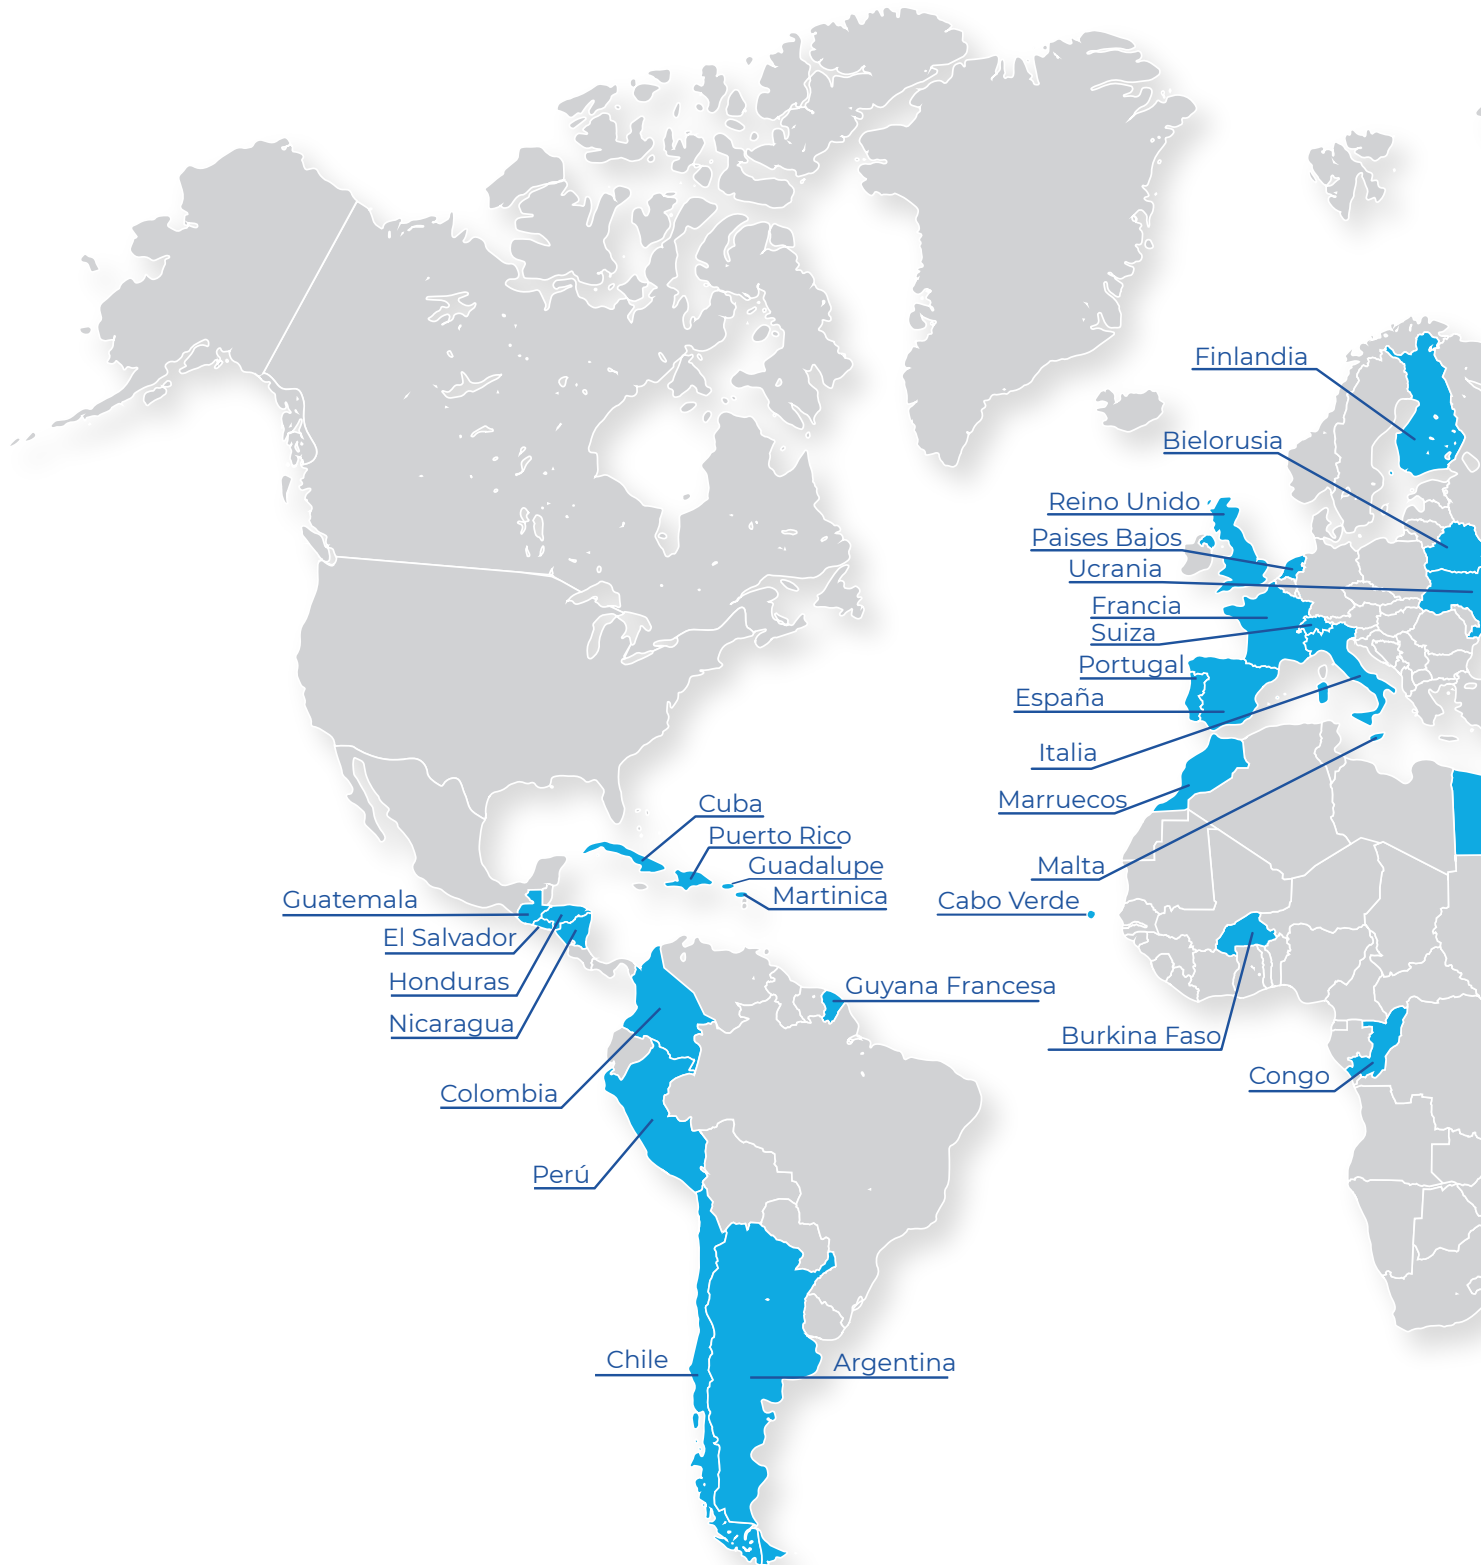 Finlandia
Bielorusia
Reino Unido
Paises Bajos
Ucrania
Francia
Suiza
Portugal
España
Italia
Marruecos
Cuba
Puerto Rico
Guadalupe
Malta
Martinica
Guatemala
Cabo Verde
El Salvador
Honduras
Guyana Francesa
Nicaragua
Burkina Faso
Congo
Colombia
Perú
Chile
Argentina